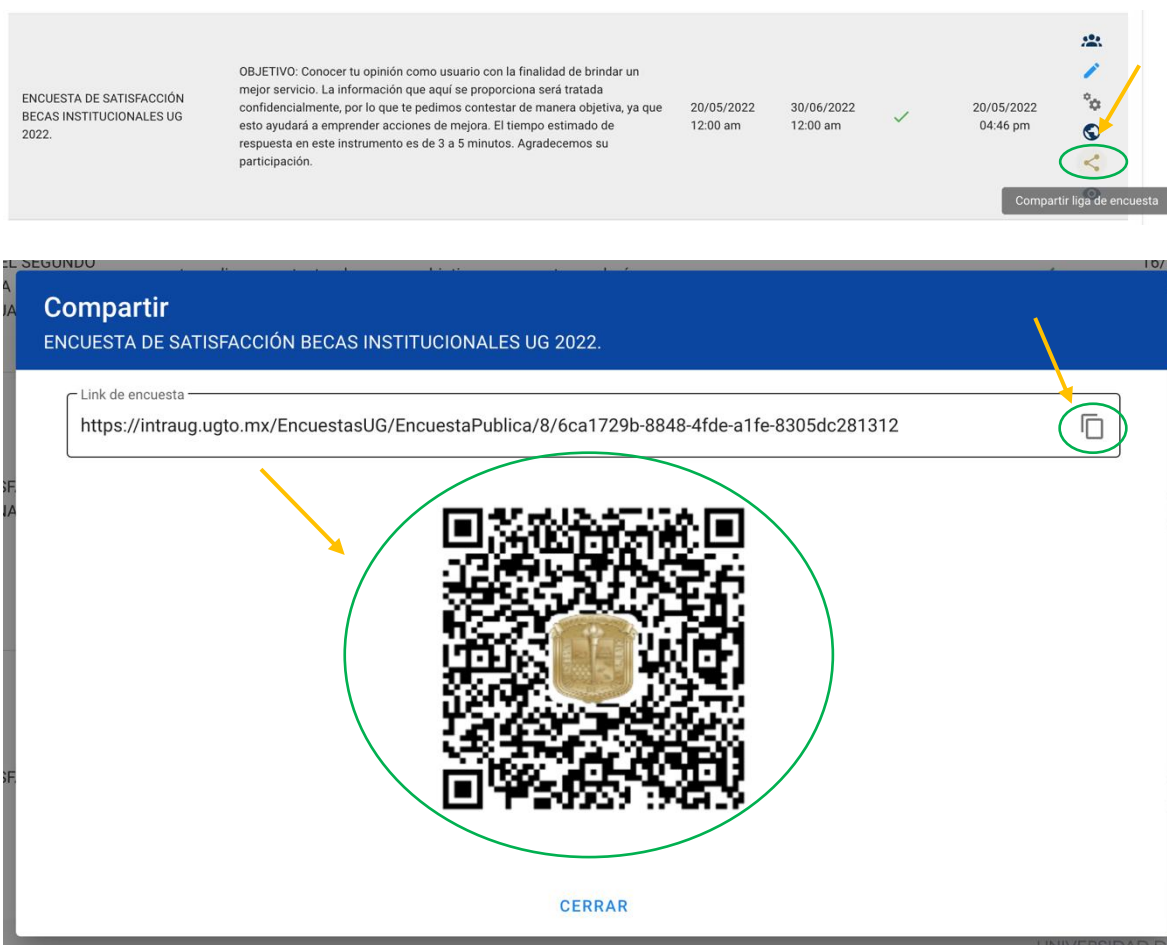 ENCUESTA DE SATISFACCIÓN
BECAS INSTITUCIONALES UG
2022.
OBJETIVO: Conocer tu opinión como usuario con la finalidad de brindar un
mejor servicio. La información que aquí se proporciona será tratada
confidencialmente, por lo que te pedimos contestar de manera objetiva, ya que
esto ayudará a emprender acciones de mejora. El tiempo estimado de
respuesta en este instrumento es de 3 a 5 minutos. Agradecemos su
participación.
20/05/2022
12:00 am
30/06/2022
12:00 am
20/05/2022
04:46 pm
Compartir liga de encuesta
EL SEGUNDO
Compartir
ENCUESTA DE SATISFACCIÓN BECAS INSTITUCIONALES UG 2022.
Link de encuesta
https://intraug.ugto.mx/EncuestasUG/EncuestaPublica/8/6ca1729b-8848-4fde-a1fe-8305dc281312
CERRAR